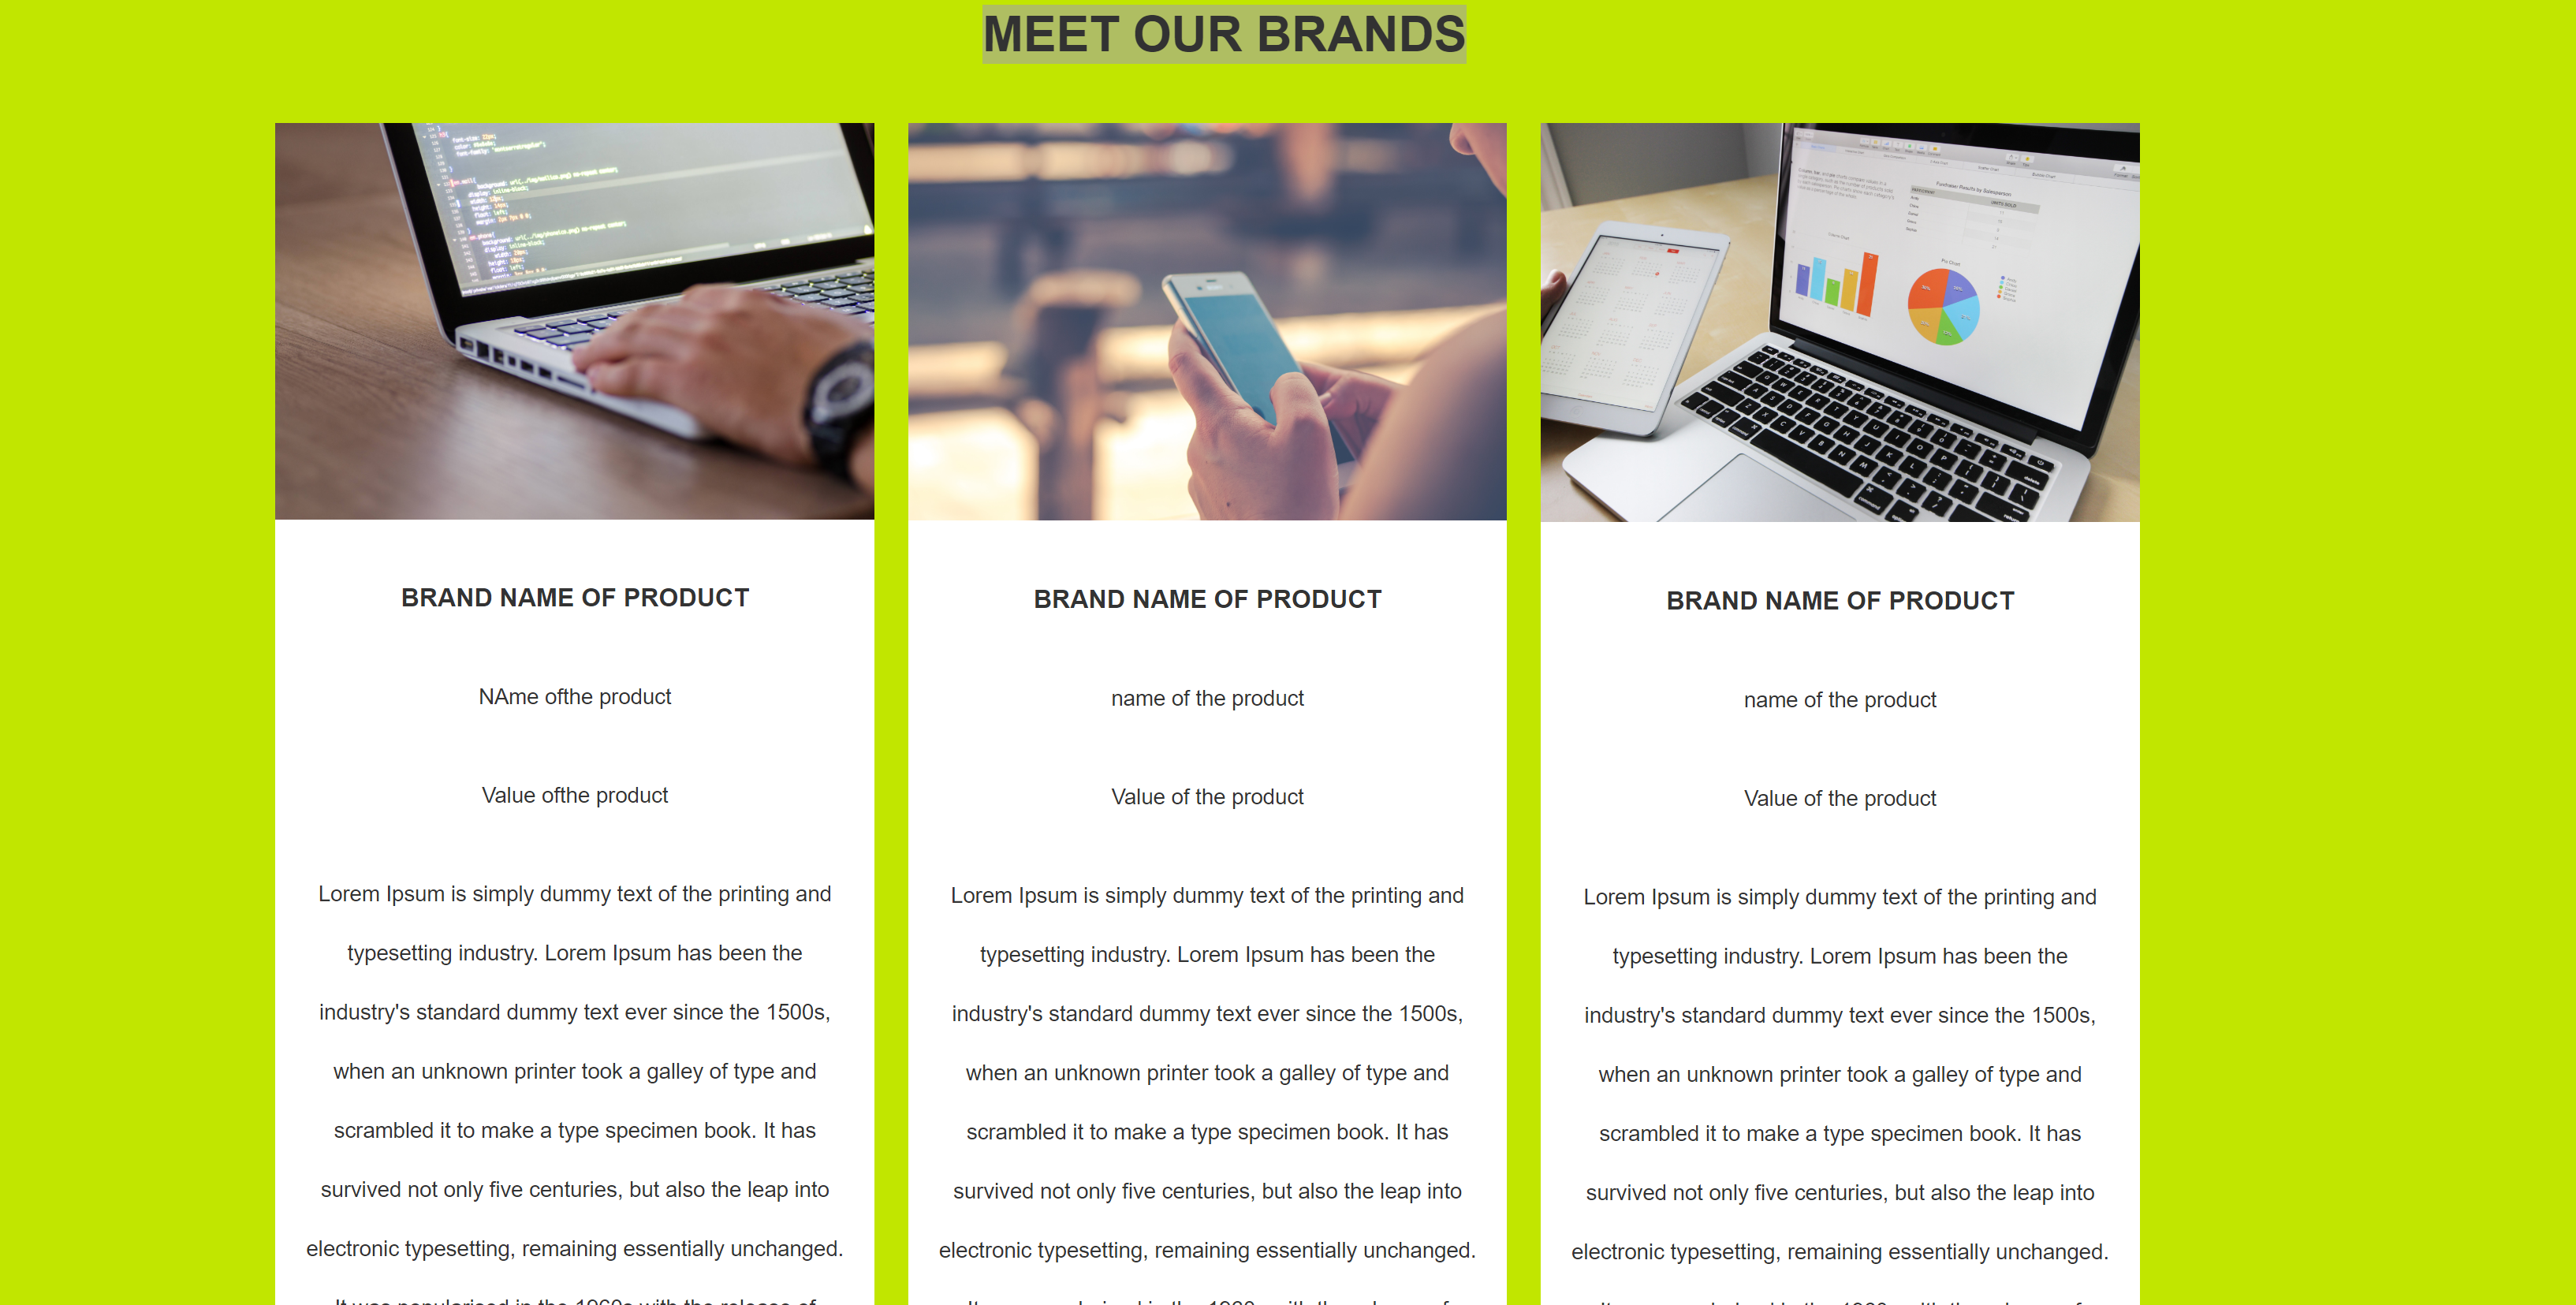 MEET OUR BRANDS
BRAND NAME OF PRODUCT
NAme ofthe product
Value ofthe product
Lorem Ipsum is simply dummy text of the printing and
typesetting industry. Lorem Ipsum has been the
industry's standard dummy text ever since the 1500s,
when an unknown printer took a galley of type and
scrambled it to make a type specimen book. It has
survived not only five centuries, but also the leap into
electronic typesetting, remaining essentially unchanged.
It was popularised in the 1960s with the release of
BRAND NAME OF PRODUCT
name of the product
Value of the product
Lorem Ipsum is simply dummy text of the printing and
typesetting industry. Lorem Ipsum has been the
industry's standard dummy text ever since the 1500s,
when an unknown printer took a galley of type and
scrambled it to make a type specimen book. It has
survived not only five centuries, but also the leap into
electronic typesetting, remaining essentially unchanged.
BRAND NAME OF PRODUCT
name of the product
Value of the product
Lorem Ipsum is simply dummy text of the printing and
typesetting industry. Lorem Ipsum has been the
industry's standard dummy text ever since the 1500s,
when an unknown printer took a galley of type and
scrambled it to make a type specimen book. It has
survived not only five centuries, but also the leap into
electronic typesetting, remaining essentially unchanged.